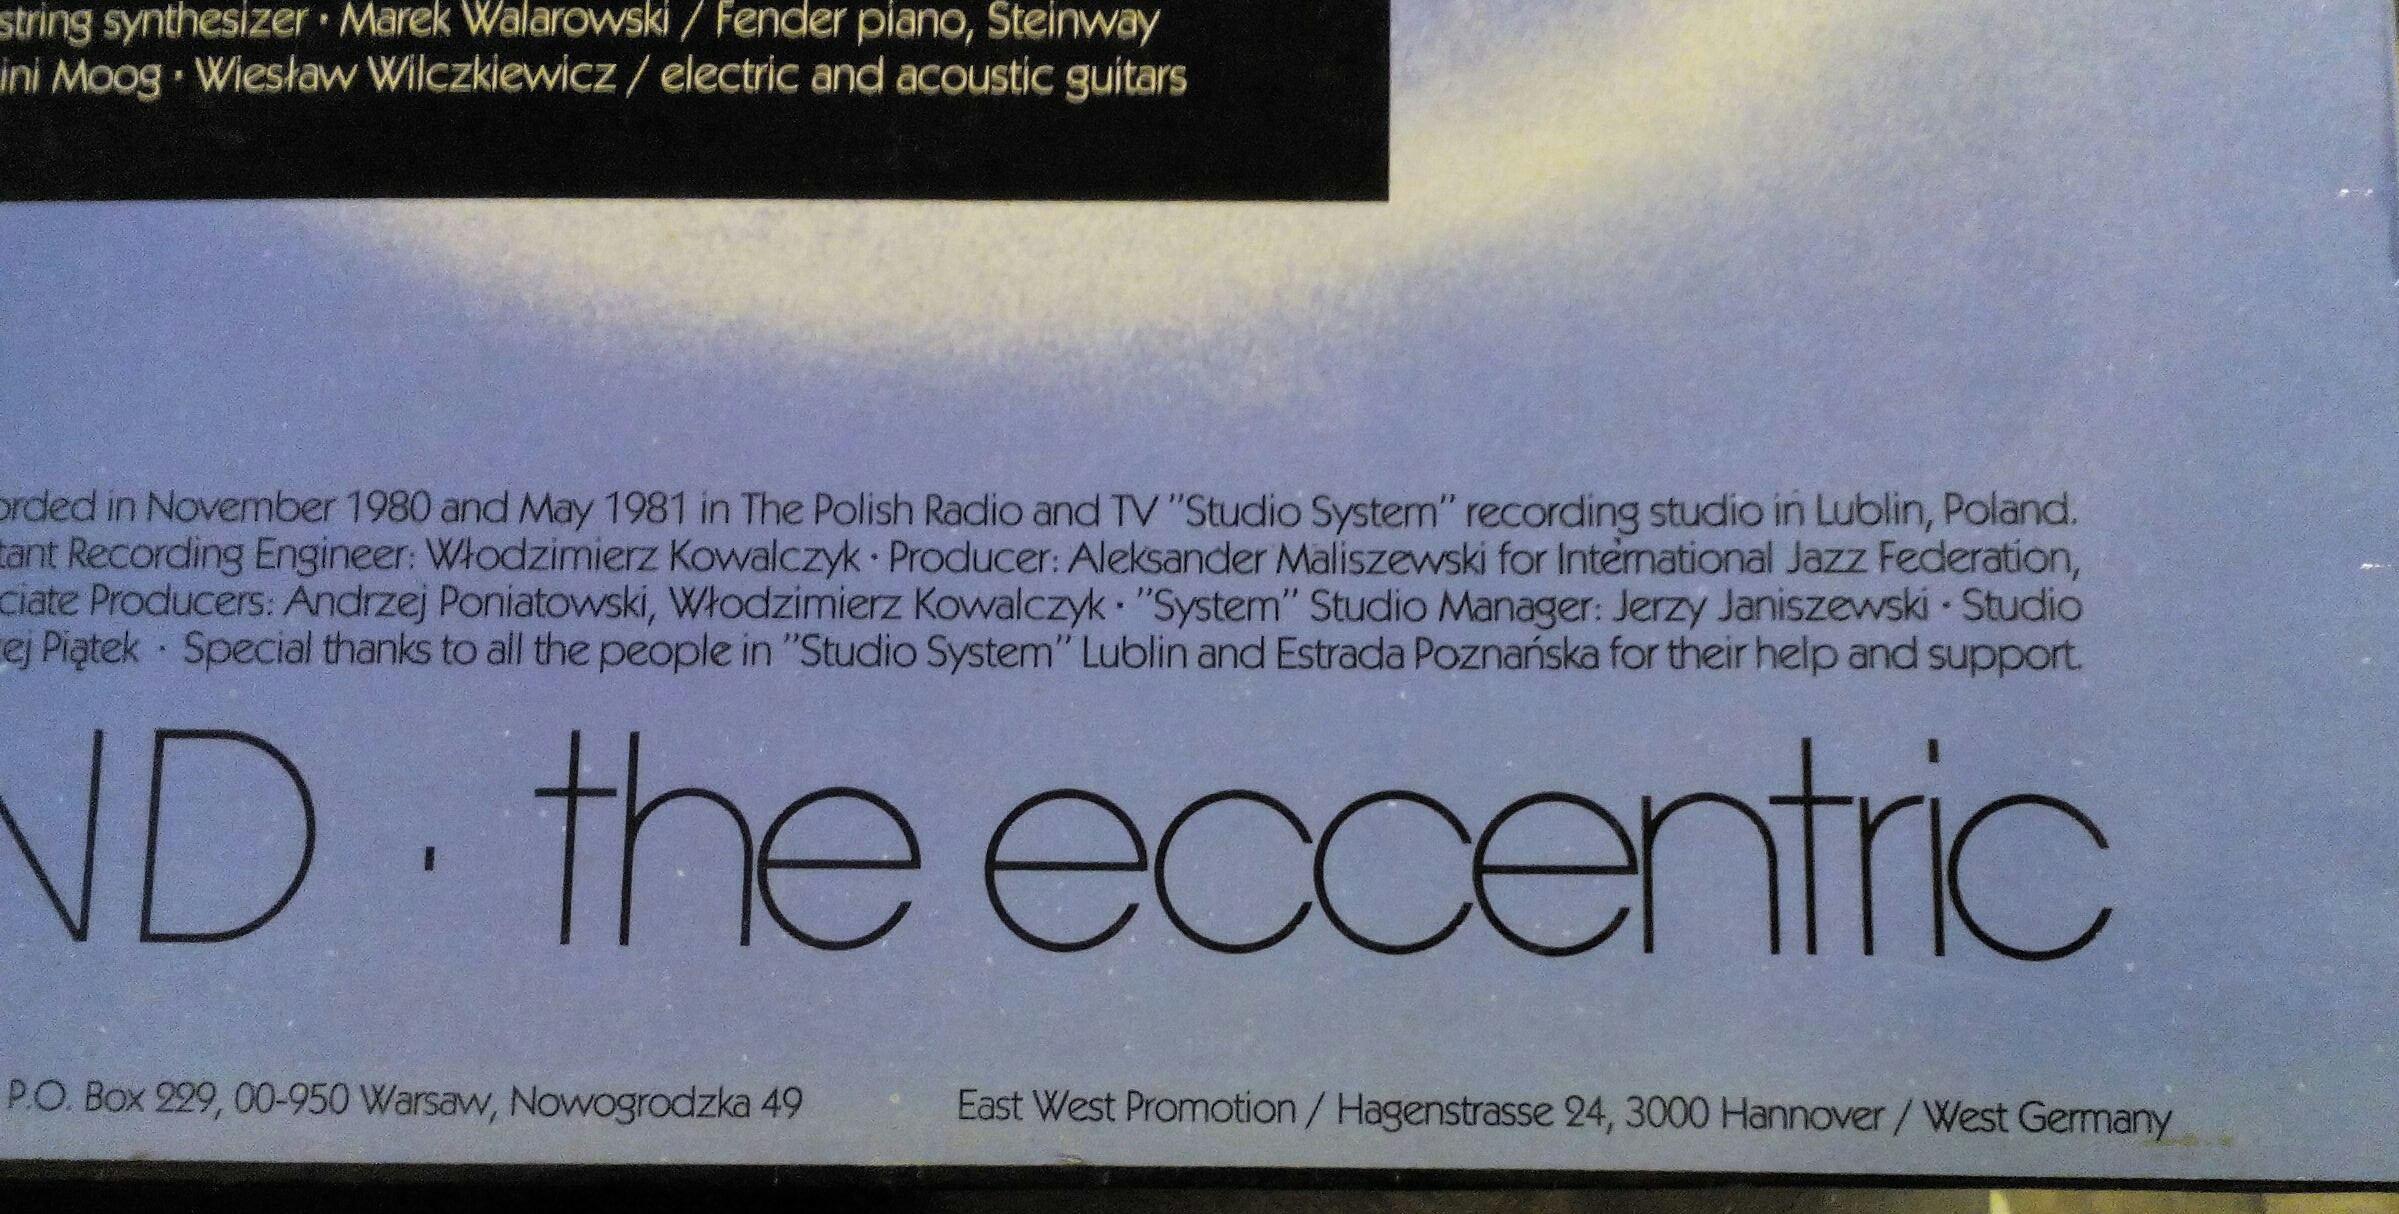 string synthesizer · Marek Walarowski / Fender piano, Steinway
ini Moog · Wiesław Wilczkiewicz / electric and acoustic guitars
orded in November 1980 and May 1981 in The Polish Radio and TV "Studio System" recording studio in Lublin, Poland.
tant Recording Engineer: Włodzimierz Kowalczyk · Producer: Aleksander Maliszewski for International Jazz Federation,
ciate Producers: Andrzej Poniatowski, Włodzimierz Kowalczyk · "System" Studio Manager: Jerzy Janiszewski · Studio
ej Piątek · Special thanks to all the people in "Studio System" Lublin and Estrada Poznańska for their help and support.
ND · the eccentric
P.O. Box 229, 00-950 Warsaw, Nowogrodzka 49 East West Promotion / Hagenstrasse 24, 3000 Hannover / West Germany